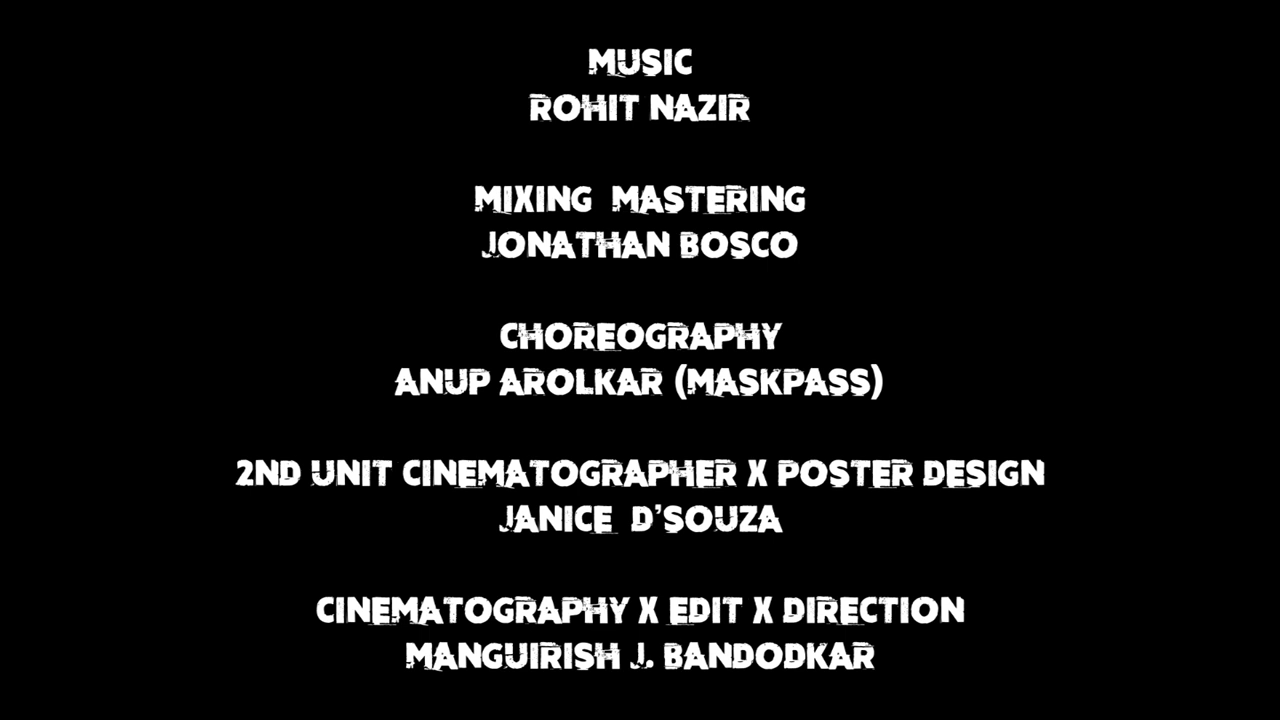 MUSIC
ROHIT NAZIR
MIXING MASTERING
JONATHAN BOSCO
CHOREOGRAPHY
ANUP AROLKAR (MASKPASS)
2ND UNIT CINEMATOGRAPHER X POSTER DESIGN
JANICE D'SOUZA
CINEMATOGRAPHY X EDIT X DIRECTION
MANGUIRISH J. BANDODKAR